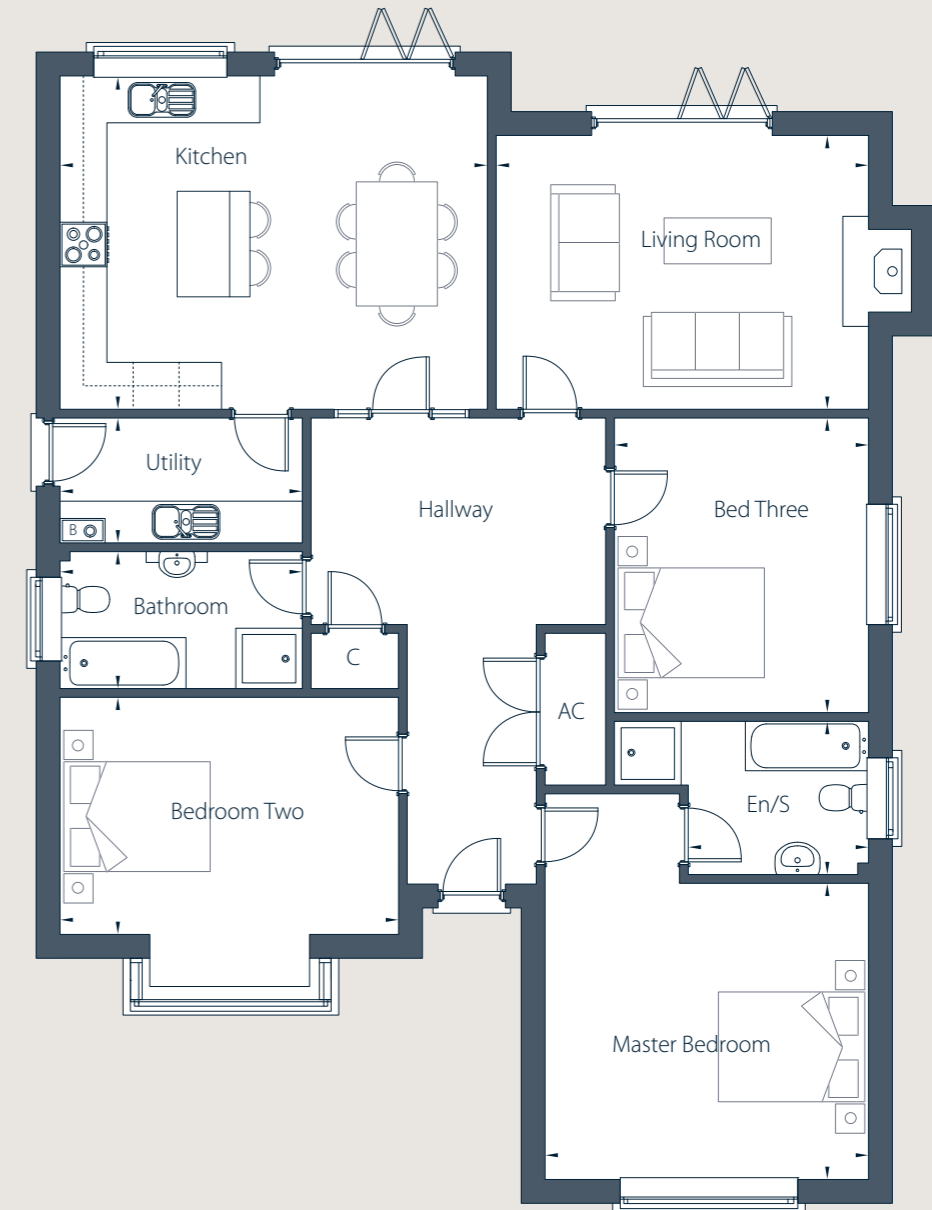 Kitchen
Living Room
Utility
Hallway
Bed Three
B
Bathroom
C
AC
Bedroom Two
En/S
Master Bedroom